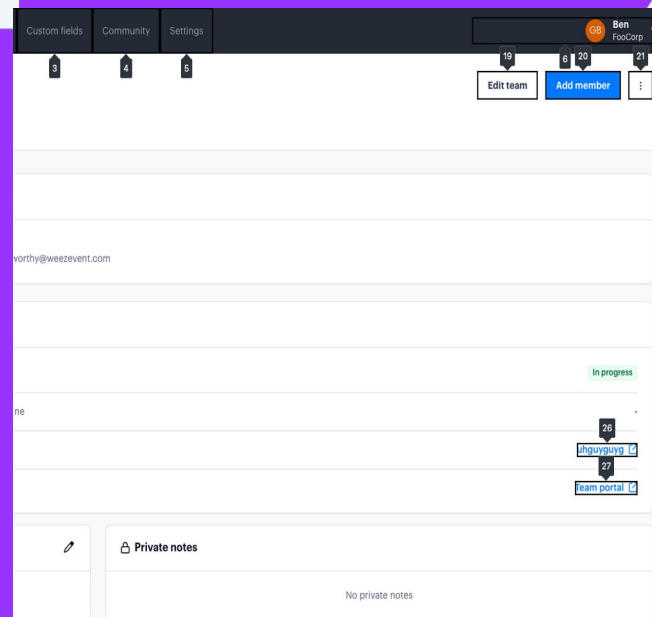 Custom fields Community Settings GB Ben
FooCorp
3 4 5 19 6 20 21
Edit team Add member
worthy@weezevent.com
In progress
ne -
26
uhguyguyg
27
Team portal
Private notes
No private notes